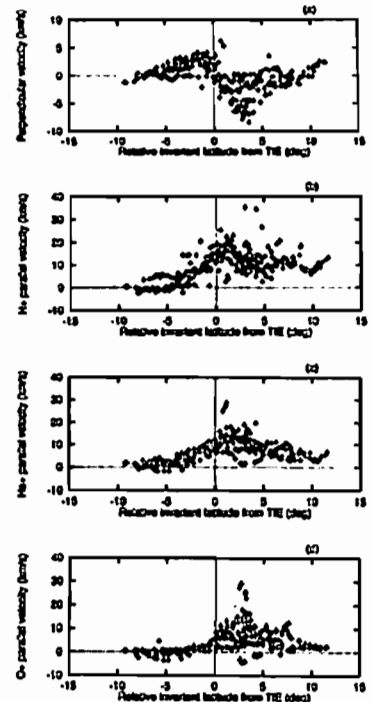 (a)
Perpendicular velocity (km/s)
10
5
0
-5
-10
-15 -10 -5 0 5 10 15
Relative invariant latitude from TIE (deg)
(b)
H+ parallel velocity (km/s)
40
30
20
10
0
-10
-15 -10 -5 0 5 10 15
Relative invariant latitude from TIE (deg)
(c)
He+ parallel velocity (km/s)
40
30
20
10
0
-10
-15 -10 -5 0 5 10 15
Relative invariant latitude from TIE (deg)
(d)
O+ parallel velocity (km/s)
40
30
20
10
0
-10
-15 -10 -5 0 5 10 15
Relative invariant latitude from TIE (deg)